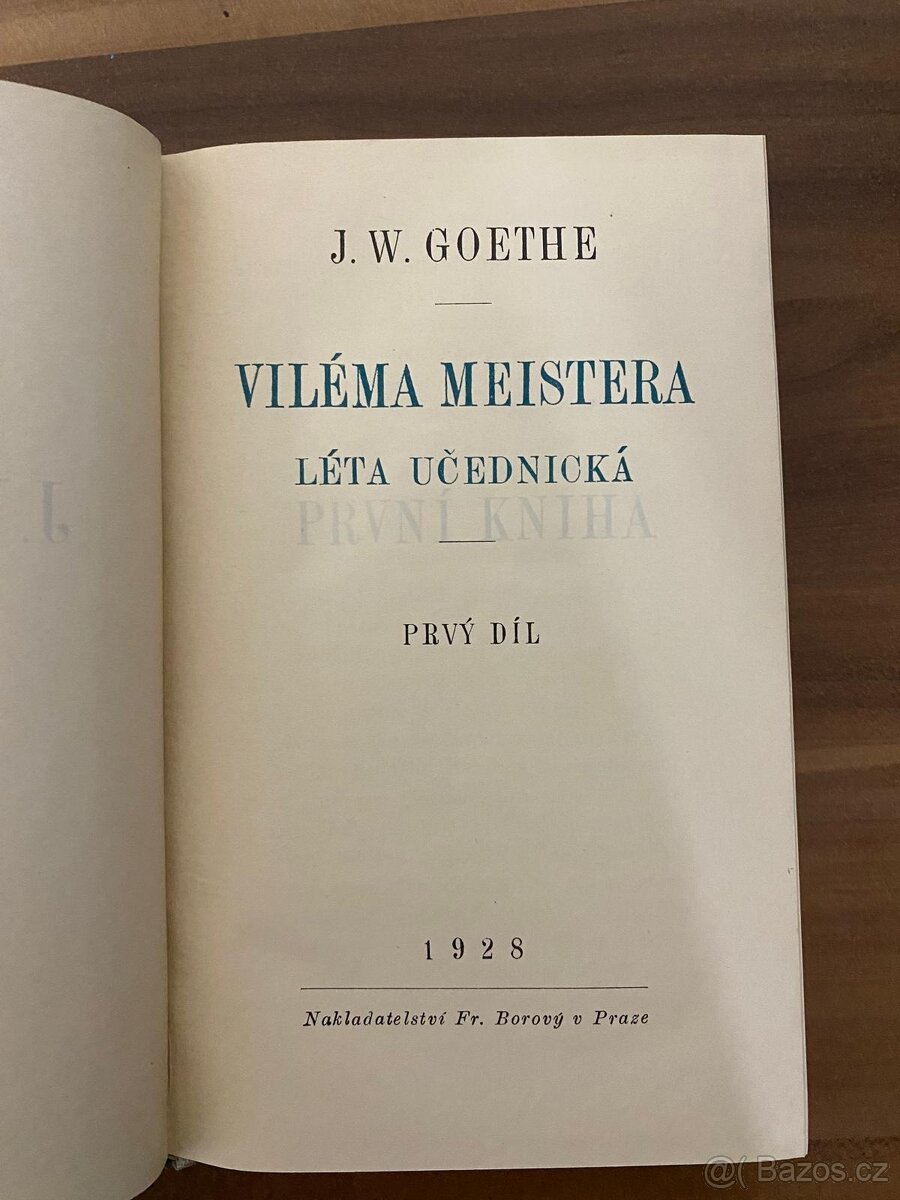 J. W. GOETHE
VILÉMA MEISTERA
LÉTA UČEDNICKÁ
PRVNÍ KNIHA
PRVÝ DÍL
1928
Nakladatelství Fr. Borový v Praze
J.
@( Bazos.cz